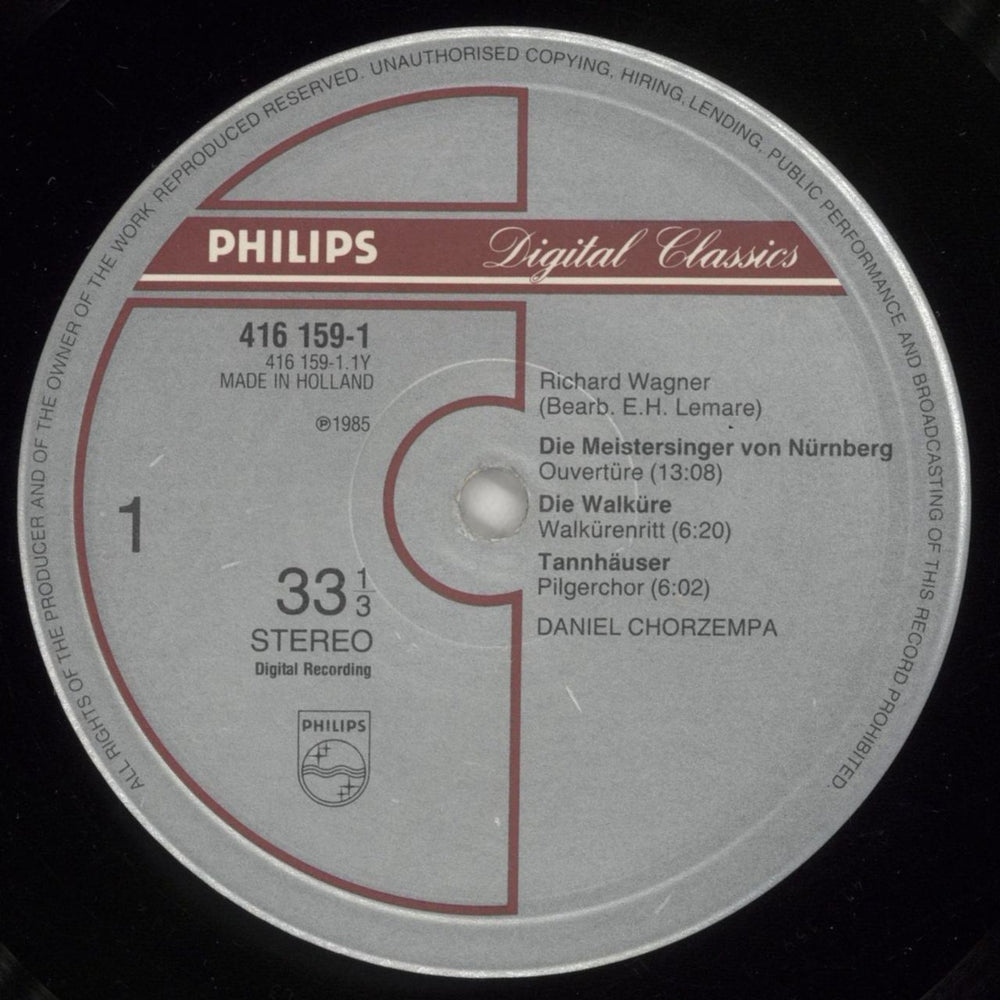 ALL RIGHTS OF THE PRODUCER AND OF THE OWNER OF THE WORK REPRODUCED RESERVED. UNAUTHORISED COPYING, HIRING, LENDING, PUBLIC PERFORMANCE AND BROADCASTING OF THIS RECORD PROHIBITED.
PHILIPS Digital Classics
416 159-1
416 159-1.1Y
MADE IN HOLLAND
℗1985
1
33 1/3
STEREO
Digital Recording
PHILIPS
Richard Wagner
(Bearb. E.H. Lemare)
Die Meistersinger von Nürnberg
Ouvertüre (13:08)
Die Walküre
Walkürenritt (6:20)
Tannhäuser
Pilgerchor (6:02)
DANIEL CHORZEMPA